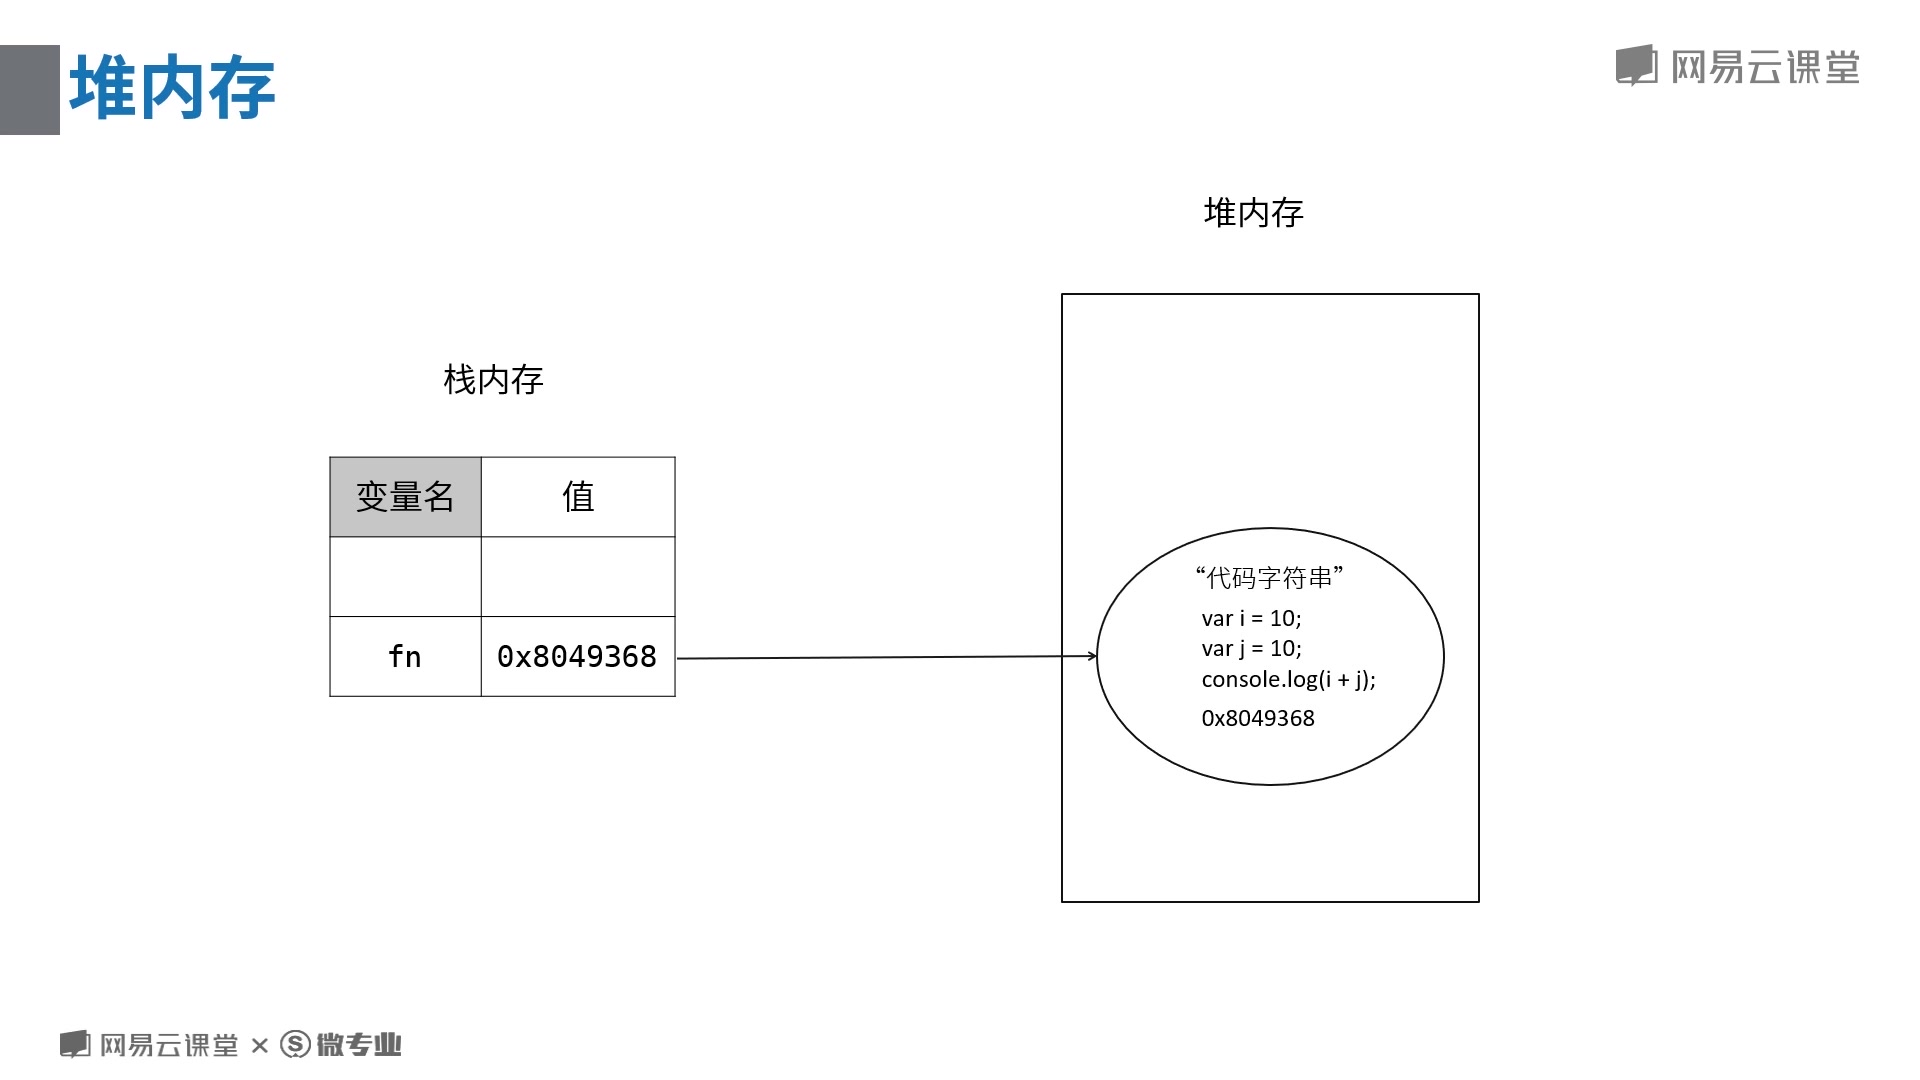 堆内存
网易云课堂
堆内存
栈内存
变量名 值
fn 0x8049368
“代码字符串”
var i = 10;
var j = 10;
console.log(i + j);
0x8049368
网易云课堂 × S 微专业